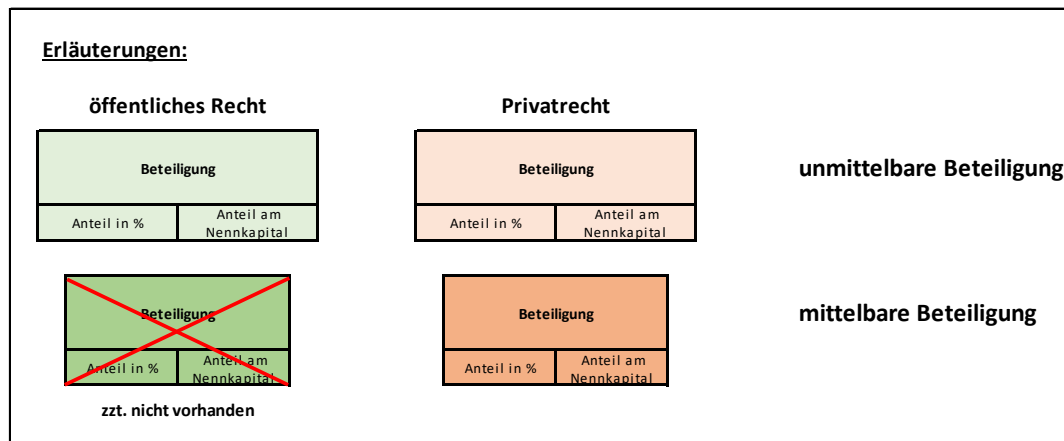 Erläuterungen:
öffentliches Recht
Privatrecht
Beteiligung
Anteil in %
Anteil am
Nennkapital
Beteiligung
Anteil in %
Anteil am
Nennkapital
unmittelbare Beteiligung
Beteiligung
Anteil in %
Anteil am
Nennkapital
zzt. nicht vorhanden
Beteiligung
Anteil in %
Anteil am
Nennkapital
mittelbare Beteiligung